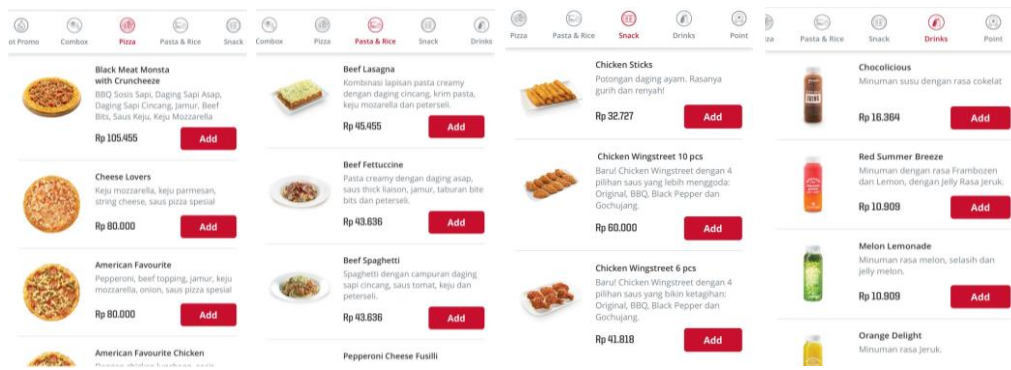 ot Promo
Combox
Pizza
Pasta & Rice
Snack
Black Meat Monsta
with Cruncheeze
BBQ Sosis Sapi, Daging Sapi Asap,
Daging Sapi Cincang, Jamur, Beef
Bits, Saus Keju, Keju Mozzarella
Rp 105.455
Add
Cheese Lovers
Keju mozzarella, keju parmesan,
string cheese, saus pizza spesial
Rp 80.000
Add
American Favourite
Pepperoni, beef topping, jamur, keju
mozzarella, onion, saus pizza spesial
Rp 80.000
Add
American Favourite Chicken
Combox
Pizza
Pasta & Rice
Snack
Drinks
Beef Lasagna
Kombinasi lapisan pasta creamy
dengan daging cincang, krim pasta,
keju mozarella dan peterseli.
Rp 45.455
Add
Beef Fettuccine
Pasta creamy dengan daging asap,
saus thick liaison, jamur, taburan bite
bits dan peterseli.
Rp 43.636
Add
Beef Spaghetti
Spaghetti dengan campuran daging
sapi cincang, saus tomat, keju dan
peterseli.
Rp 43.636
Add
Pepperoni Cheese Fusilli
Pizza
Pasta & Rice
Snack
Drinks
Point
Chicken Sticks
Potongan daging ayam. Rasanya
gurih dan renyah!
Rp 32.727
Add
Chicken Wingstreet 10 pcs
Baru! Chicken Wingstreet dengan 4
pilihan saus yang lebih menggoda:
Original, BBQ, Black Pepper dan
Gochujang.
Rp 60.000
Add
Chicken Wingstreet 6 pcs
Baru! Chicken Wingstreet dengan 4
pilihan saus yang bikin ketagihan:
Original, BBQ, Black Pepper dan
Gochujang.
Rp 41.818
Add
zza
Pasta & Rice
Snack
Drinks
Point
Chocolicious
Minuman susu dengan rasa cokelat
Rp 16.364
Add
Red Summer Breeze
Minuman dengan rasa Frambozen
dan Lemon, dengan Jelly Rasa Jeruk.
Rp 10.909
Add
Melon Lemonade
Minuman rasa melon, selasih dan
jelly melon.
Rp 10.909
Add
Orange Delight
Minuman rasa Jeruk.